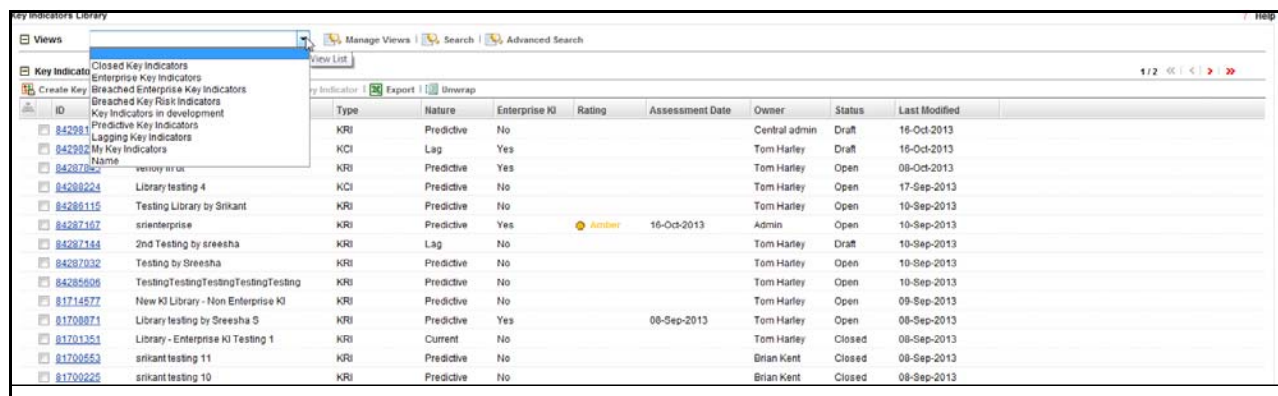 Key Indicators Library
Help
Views
Manage Views | Search | Advanced Search
View List
Closed Key Indicators
Enterprise Key Indicators
Breached Enterprise Key Indicators
Breached Key Risk Indicators
Key Indicators in development
Predictive Key Indicators
Lagging Key Indicators
My Key Indicators
Name
Key Indicato
1 / 2
Create Key
y Indicator | Export | Unwrap
ID Type Nature Enterprise KI Rating Assessment Date Owner Status Last Modified
842981 KRI Predictive No Central admin Draft 16-Oct-2013
842982 KCI Lag Yes Tom Harley Draft 16-Oct-2013
84287845 KRI Predictive Yes Tom Harley Open 08-Oct-2013
84288224 Library testing 4 KCI Predictive No Tom Harley Open 17-Sep-2013
84286115 Testing Library by Srikant KRI Predictive No Tom Harley Open 10-Sep-2013
84287167 srienterprise KRI Predictive Yes Amber 16-Oct-2013 Admin Open 10-Sep-2013
84287144 2nd Testing by sreesha KRI Lag No Tom Harley Draft 10-Sep-2013
84287032 Testing by Sreesha KRI Predictive No Tom Harley Open 10-Sep-2013
84285606 TestingTestingTestingTestingTesting KRI Predictive No Tom Harley Open 10-Sep-2013
81714577 New KI Library - Non Enterprise KI KRI Predictive No Tom Harley Open 09-Sep-2013
81708871 Library testing by Sreesha S KRI Predictive Yes 08-Sep-2013 Tom Harley Open 08-Sep-2013
81701351 Library - Enterprise KI Testing 1 KRI Current No Tom Harley Closed 08-Sep-2013
81700553 srikant testing 11 KRI Predictive No Brian Kent Closed 08-Sep-2013
81700225 srikant testing 10 KRI Predictive No Brian Kent Closed 08-Sep-2013